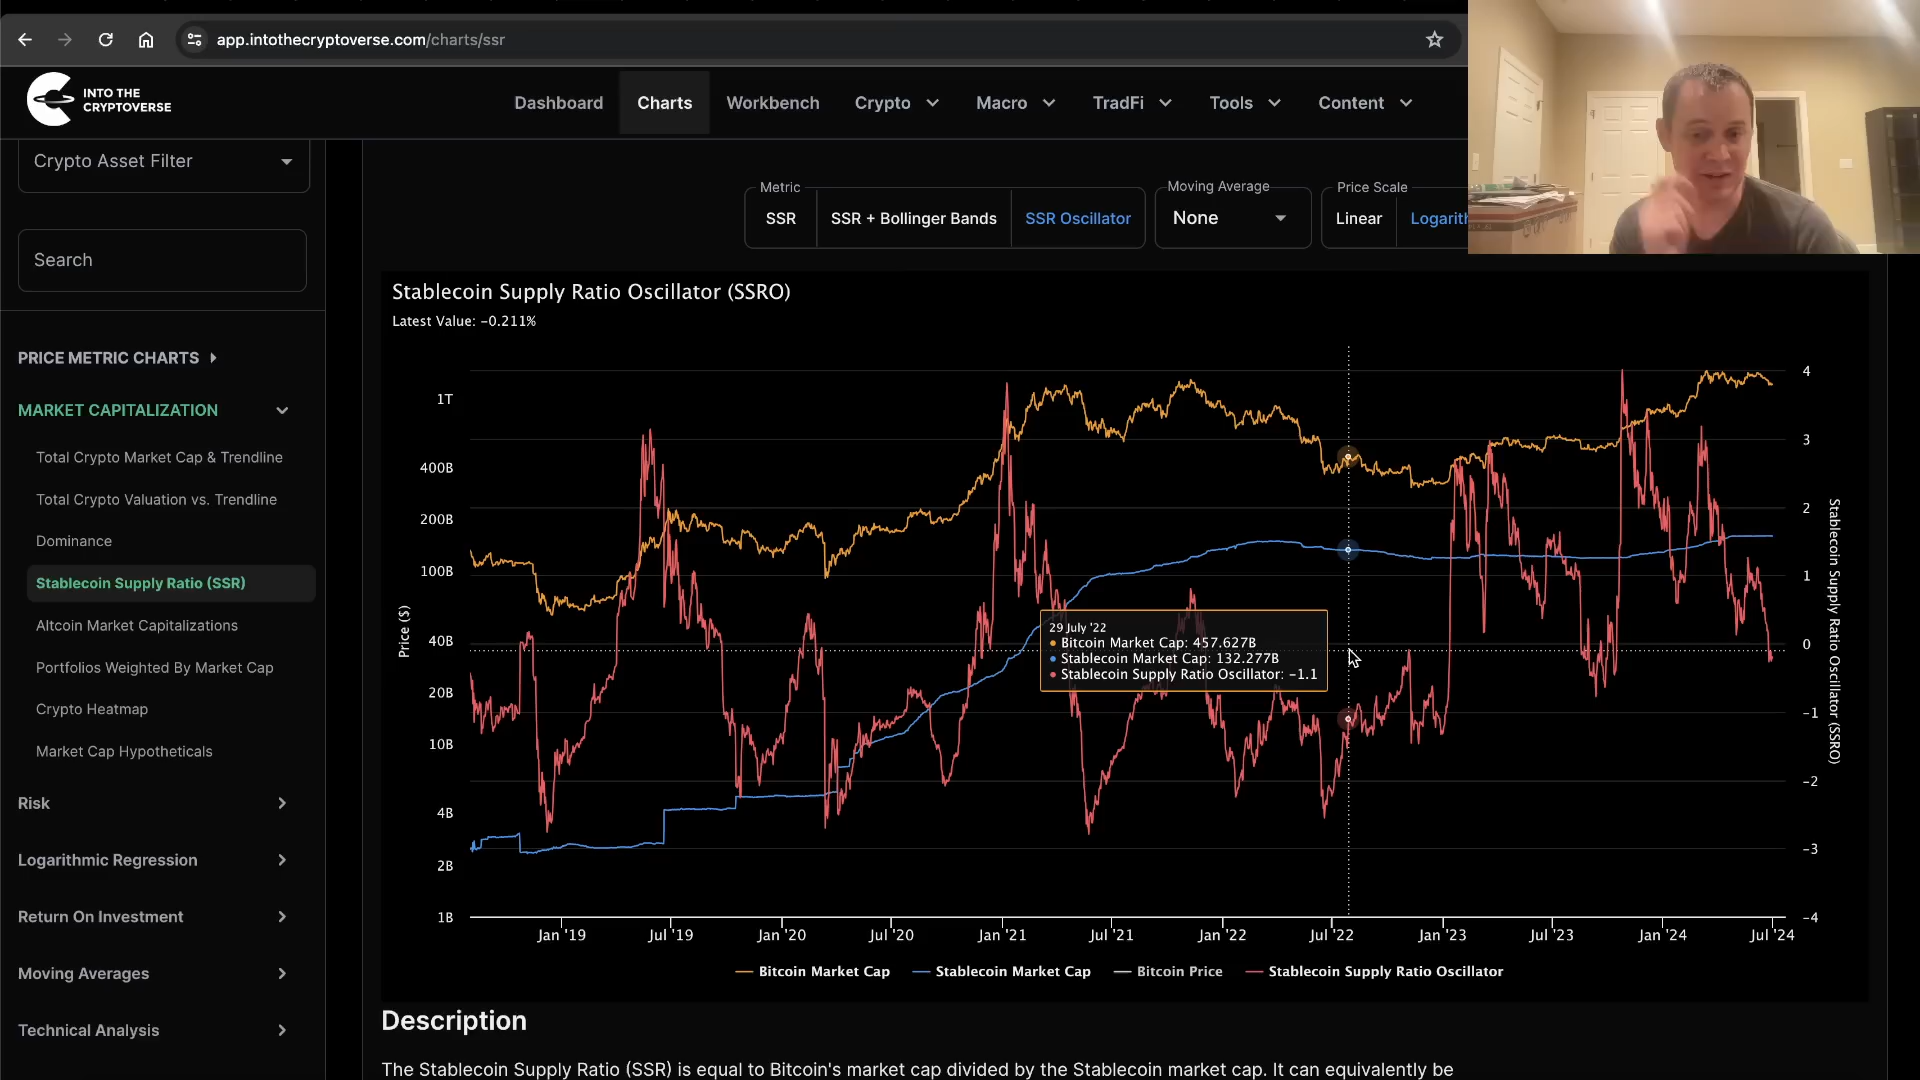 app.intothecryptoverse.com/charts/ssr
INTO THE
CRYPTOVERSE
Dashboard
Charts
Workbench
Crypto
Macro
TradFi
Tools
Content
Crypto Asset Filter
Search
PRICE METRIC CHARTS
MARKET CAPITALIZATION
Total Crypto Market Cap & Trendline
Total Crypto Valuation vs. Trendline
Dominance
Stablecoin Supply Ratio (SSR)
Altcoin Market Capitalizations
Portfolios Weighted By Market Cap
Crypto Heatmap
Market Cap Hypotheticals
Risk
Logarithmic Regression
Return On Investment
Moving Averages
Technical Analysis
Metric
SSR
SSR + Bollinger Bands
SSR Oscillator
Moving Average
None
Price Scale
Linear
Logarith
Stablecoin Supply Ratio Oscillator (SSRO)
Latest Value: −0.211%
1T
400B
200B
100B
40B
20B
10B
4B
2B
1B
Price ($)
4
3
2
1
0
−1
−2
−3
−4
Stablecoin Supply Ratio Oscillator (SSRO)
29 July '22
Bitcoin Market Cap: 457.627B
Stablecoin Market Cap: 132.277B
Stablecoin Supply Ratio Oscillator: −1.1
Jan '19
Jul '19
Jan '20
Jul '20
Jan '21
Jul '21
Jan '22
Jul '22
Jan '23
Jul '23
Jan '24
Jul '24
Bitcoin Market Cap
Stablecoin Market Cap
Bitcoin Price
Stablecoin Supply Ratio Oscillator
Description
The Stablecoin Supply Ratio (SSR) is equal to Bitcoin's market cap divided by the Stablecoin market cap. It can equivalently be